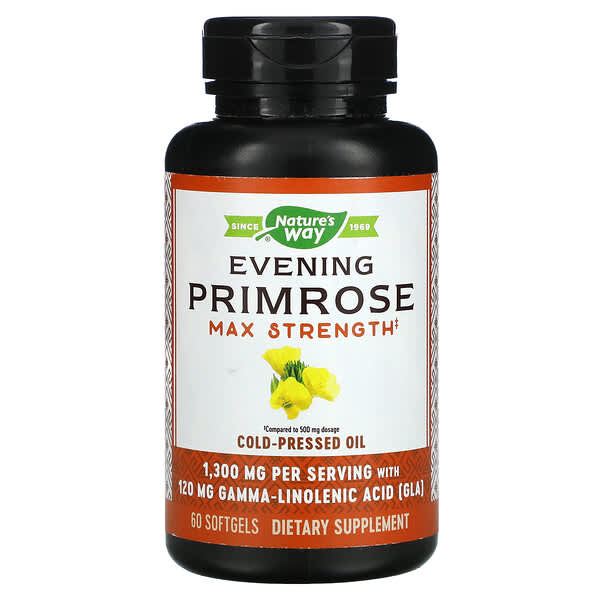 SINCE Nature's Way® 1969
EVENING
PRIMROSE
MAX STRENGTH‡
‡Compared to 500 mg dosage
COLD-PRESSED OIL
1,300 MG PER SERVING WITH
120 MG GAMMA-LINOLENIC ACID (GLA)
60 SOFTGELS DIETARY SUPPLEMENT